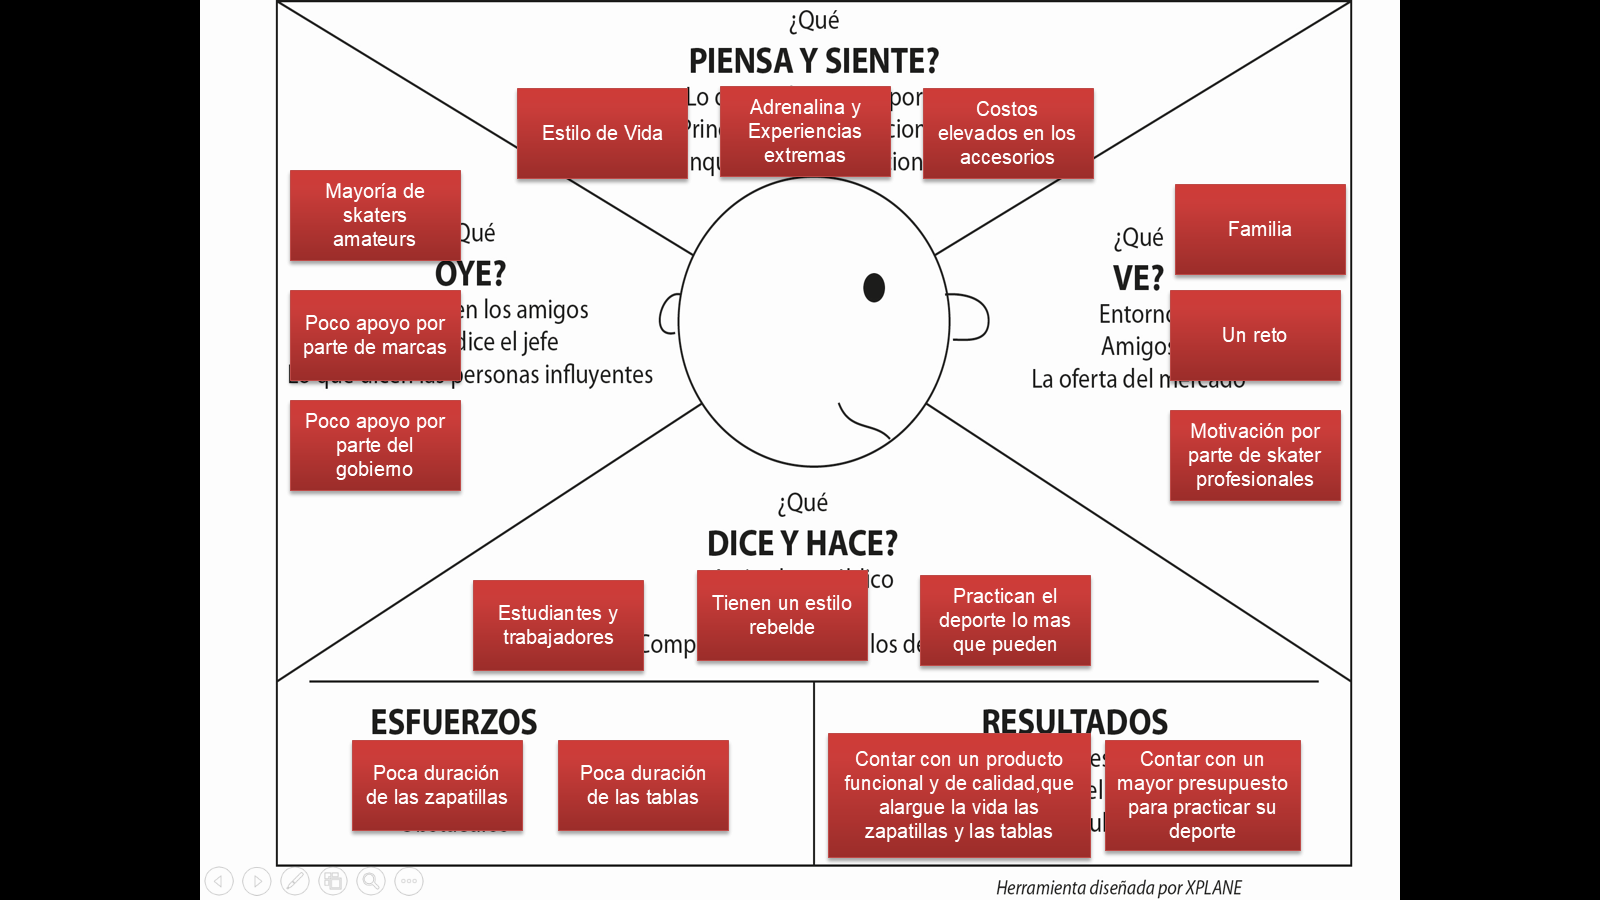 ¿Qué
PIENSA Y SIENTE?
Lo
por
Estilo de Vida
Adrenalina y
Experiencias
extremas
Costos
elevados en los
accesorios
Mayoría de
skaters
amateurs
Qué
OYE?
en los amigos
dice el jefe
personas influyentes
Poco apoyo por
parte de marcas
Poco apoyo por
parte del
gobierno
¿Qué
VE?
Entorno
Amigos
La oferta del mercado
Familia
Un reto
Motivación por
parte de skater
profesionales
¿Qué
DICE Y HACE?
Estudiantes y
trabajadores
Tienen un estilo
rebelde
Practican el
deporte lo mas
que pueden
los
ESFUERZOS
Poca duración
de las zapatillas
Poca duración
de las tablas
RESULTADOS
Contar con un producto
funcional y de calidad,que
alargue la vida las
zapatillas y las tablas
Contar con un
mayor presupuesto
para practicar su
deporte
Herramienta diseñada por XPLANE